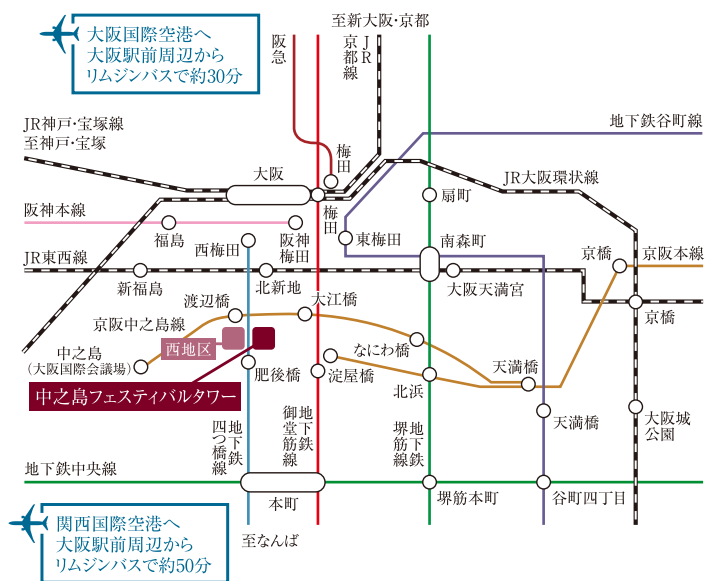 至新大阪・京都
大阪国際空港へ
大阪駅前周辺から
リムジンバスで約30分
阪急
JR
京都線
地下鉄谷町線
JR神戸・宝塚線
至神戸・宝塚
梅田
大阪
JR大阪環状線
扇町
阪神本線
梅田
福島
西梅田
阪神
梅田
東梅田
南森町
京橋
京阪本線
JR東西線
新福島
北新地
大阪天満宮
渡辺橋
大江橋
京橋
京阪中之島線
西地区
なにわ橋
中之島
(大阪国際会議場)
肥後橋
淀屋橋
天満橋
中之島フェスティバルタワー
北浜
地下鉄
四つ橋線
地下鉄
御堂筋線
地下鉄
堺筋線
天満橋
大阪城
公園
地下鉄中央線
本町
堺筋本町
谷町四丁目
関西国際空港へ
大阪駅前周辺から
リムジンバスで約50分
至なんば